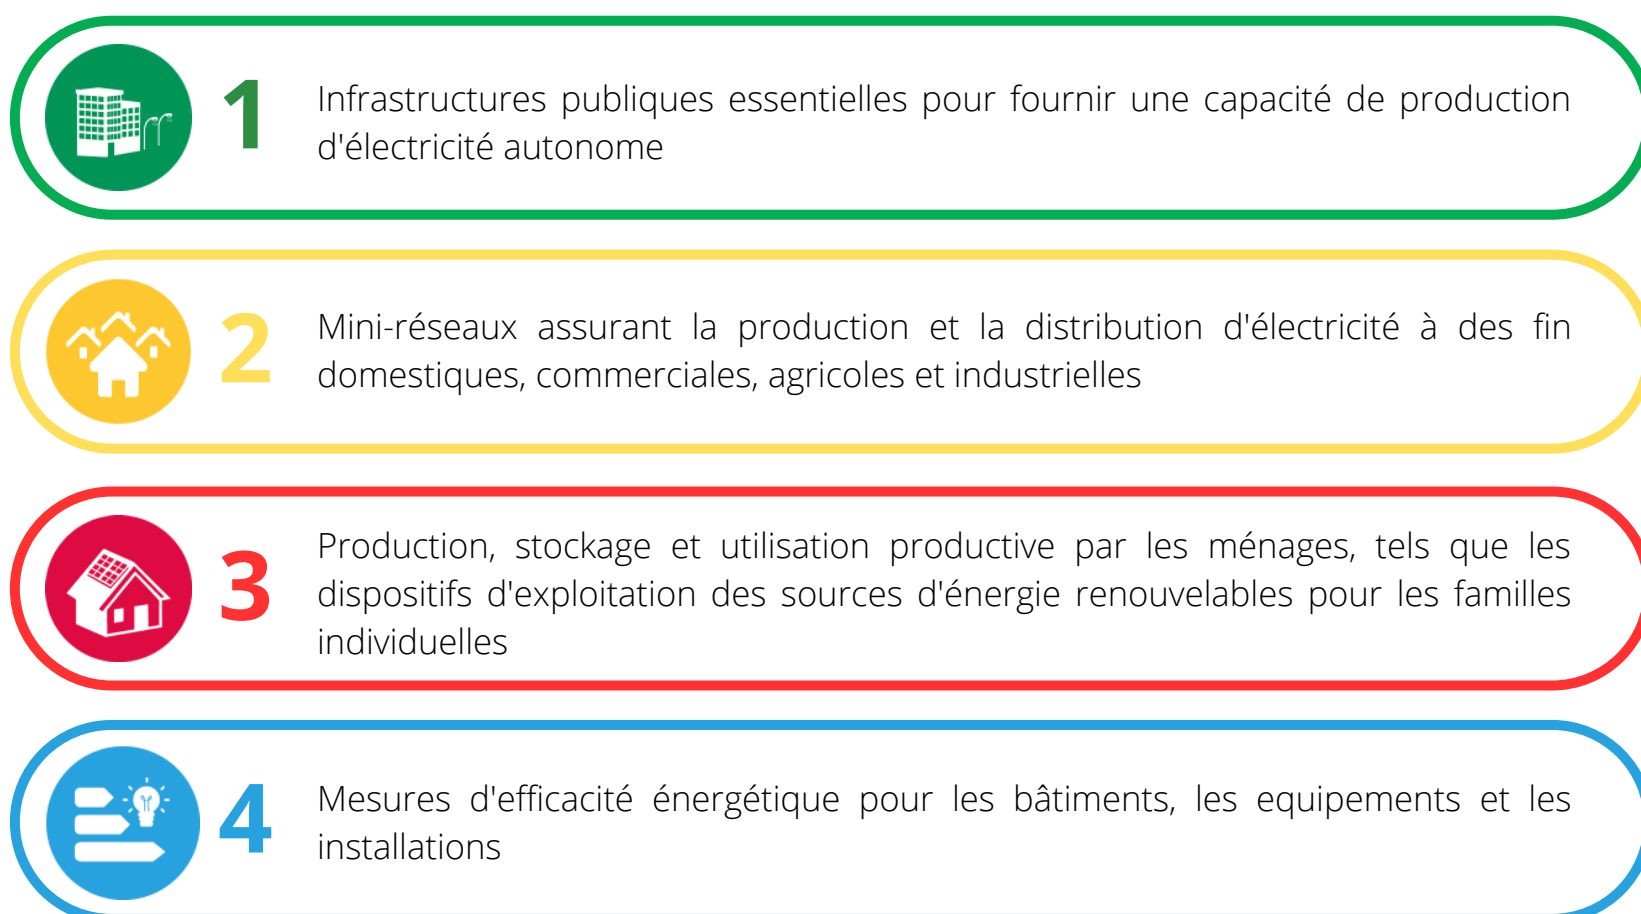 1
Infrastructures publiques essentielles pour fournir une capacité de production
d'électricité autonome
2
Mini-réseaux assurant la production et la distribution d'électricité à des fin
domestiques, commerciales, agricoles et industrielles
3
Production, stockage et utilisation productive par les ménages, tels que les
dispositifs d'exploitation des sources d'énergie renouvelables pour les familles
individuelles
4
Mesures d'efficacité énergétique pour les bâtiments, les equipements et les
installations